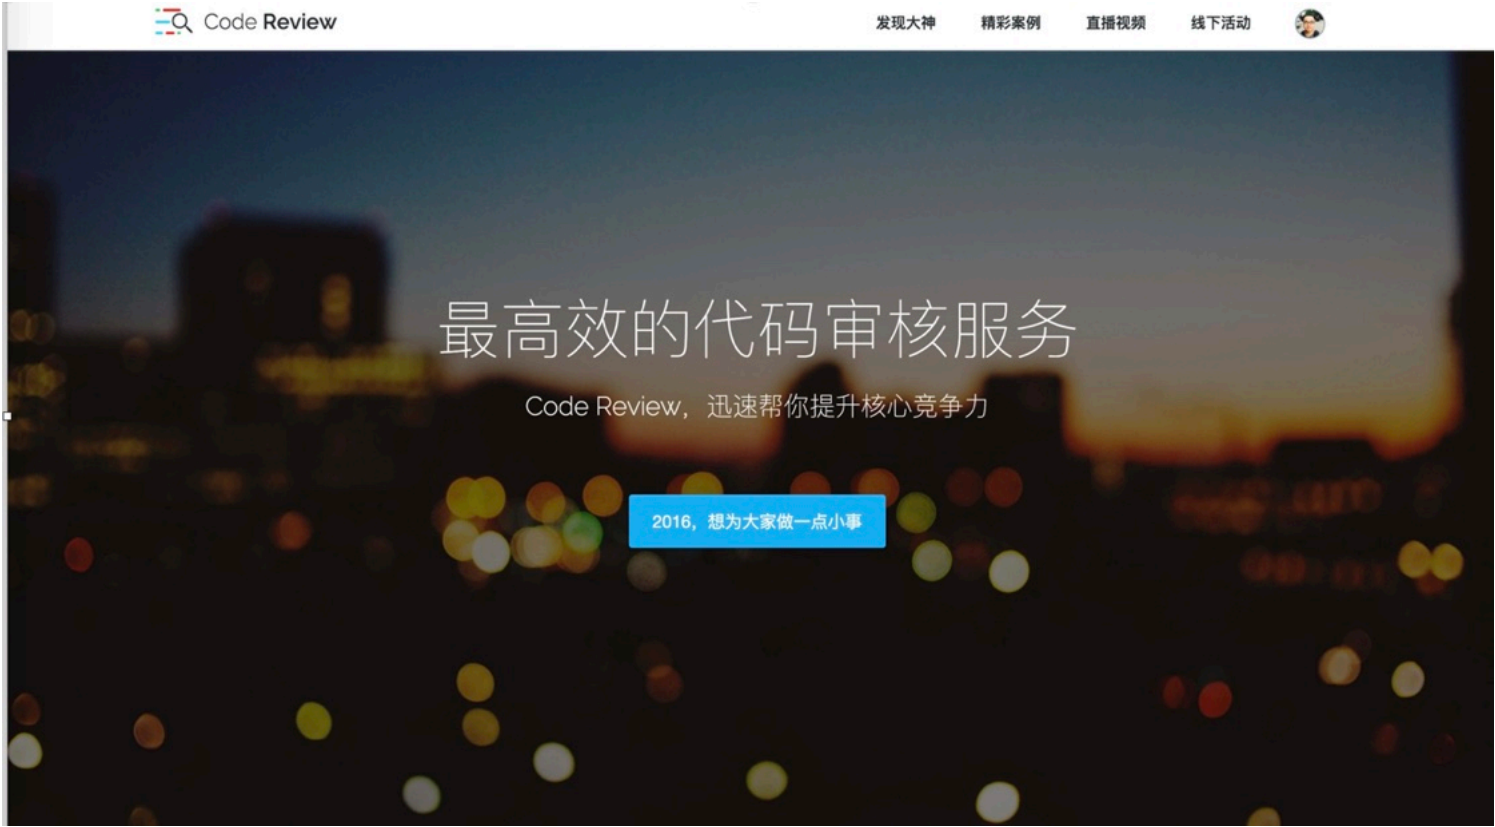 Code Review
发现大神 精彩案例 直播视频 线下活动
最高效的代码审核服务
Code Review，迅速帮你提升核心竞争力
2016，想为大家做一点小事